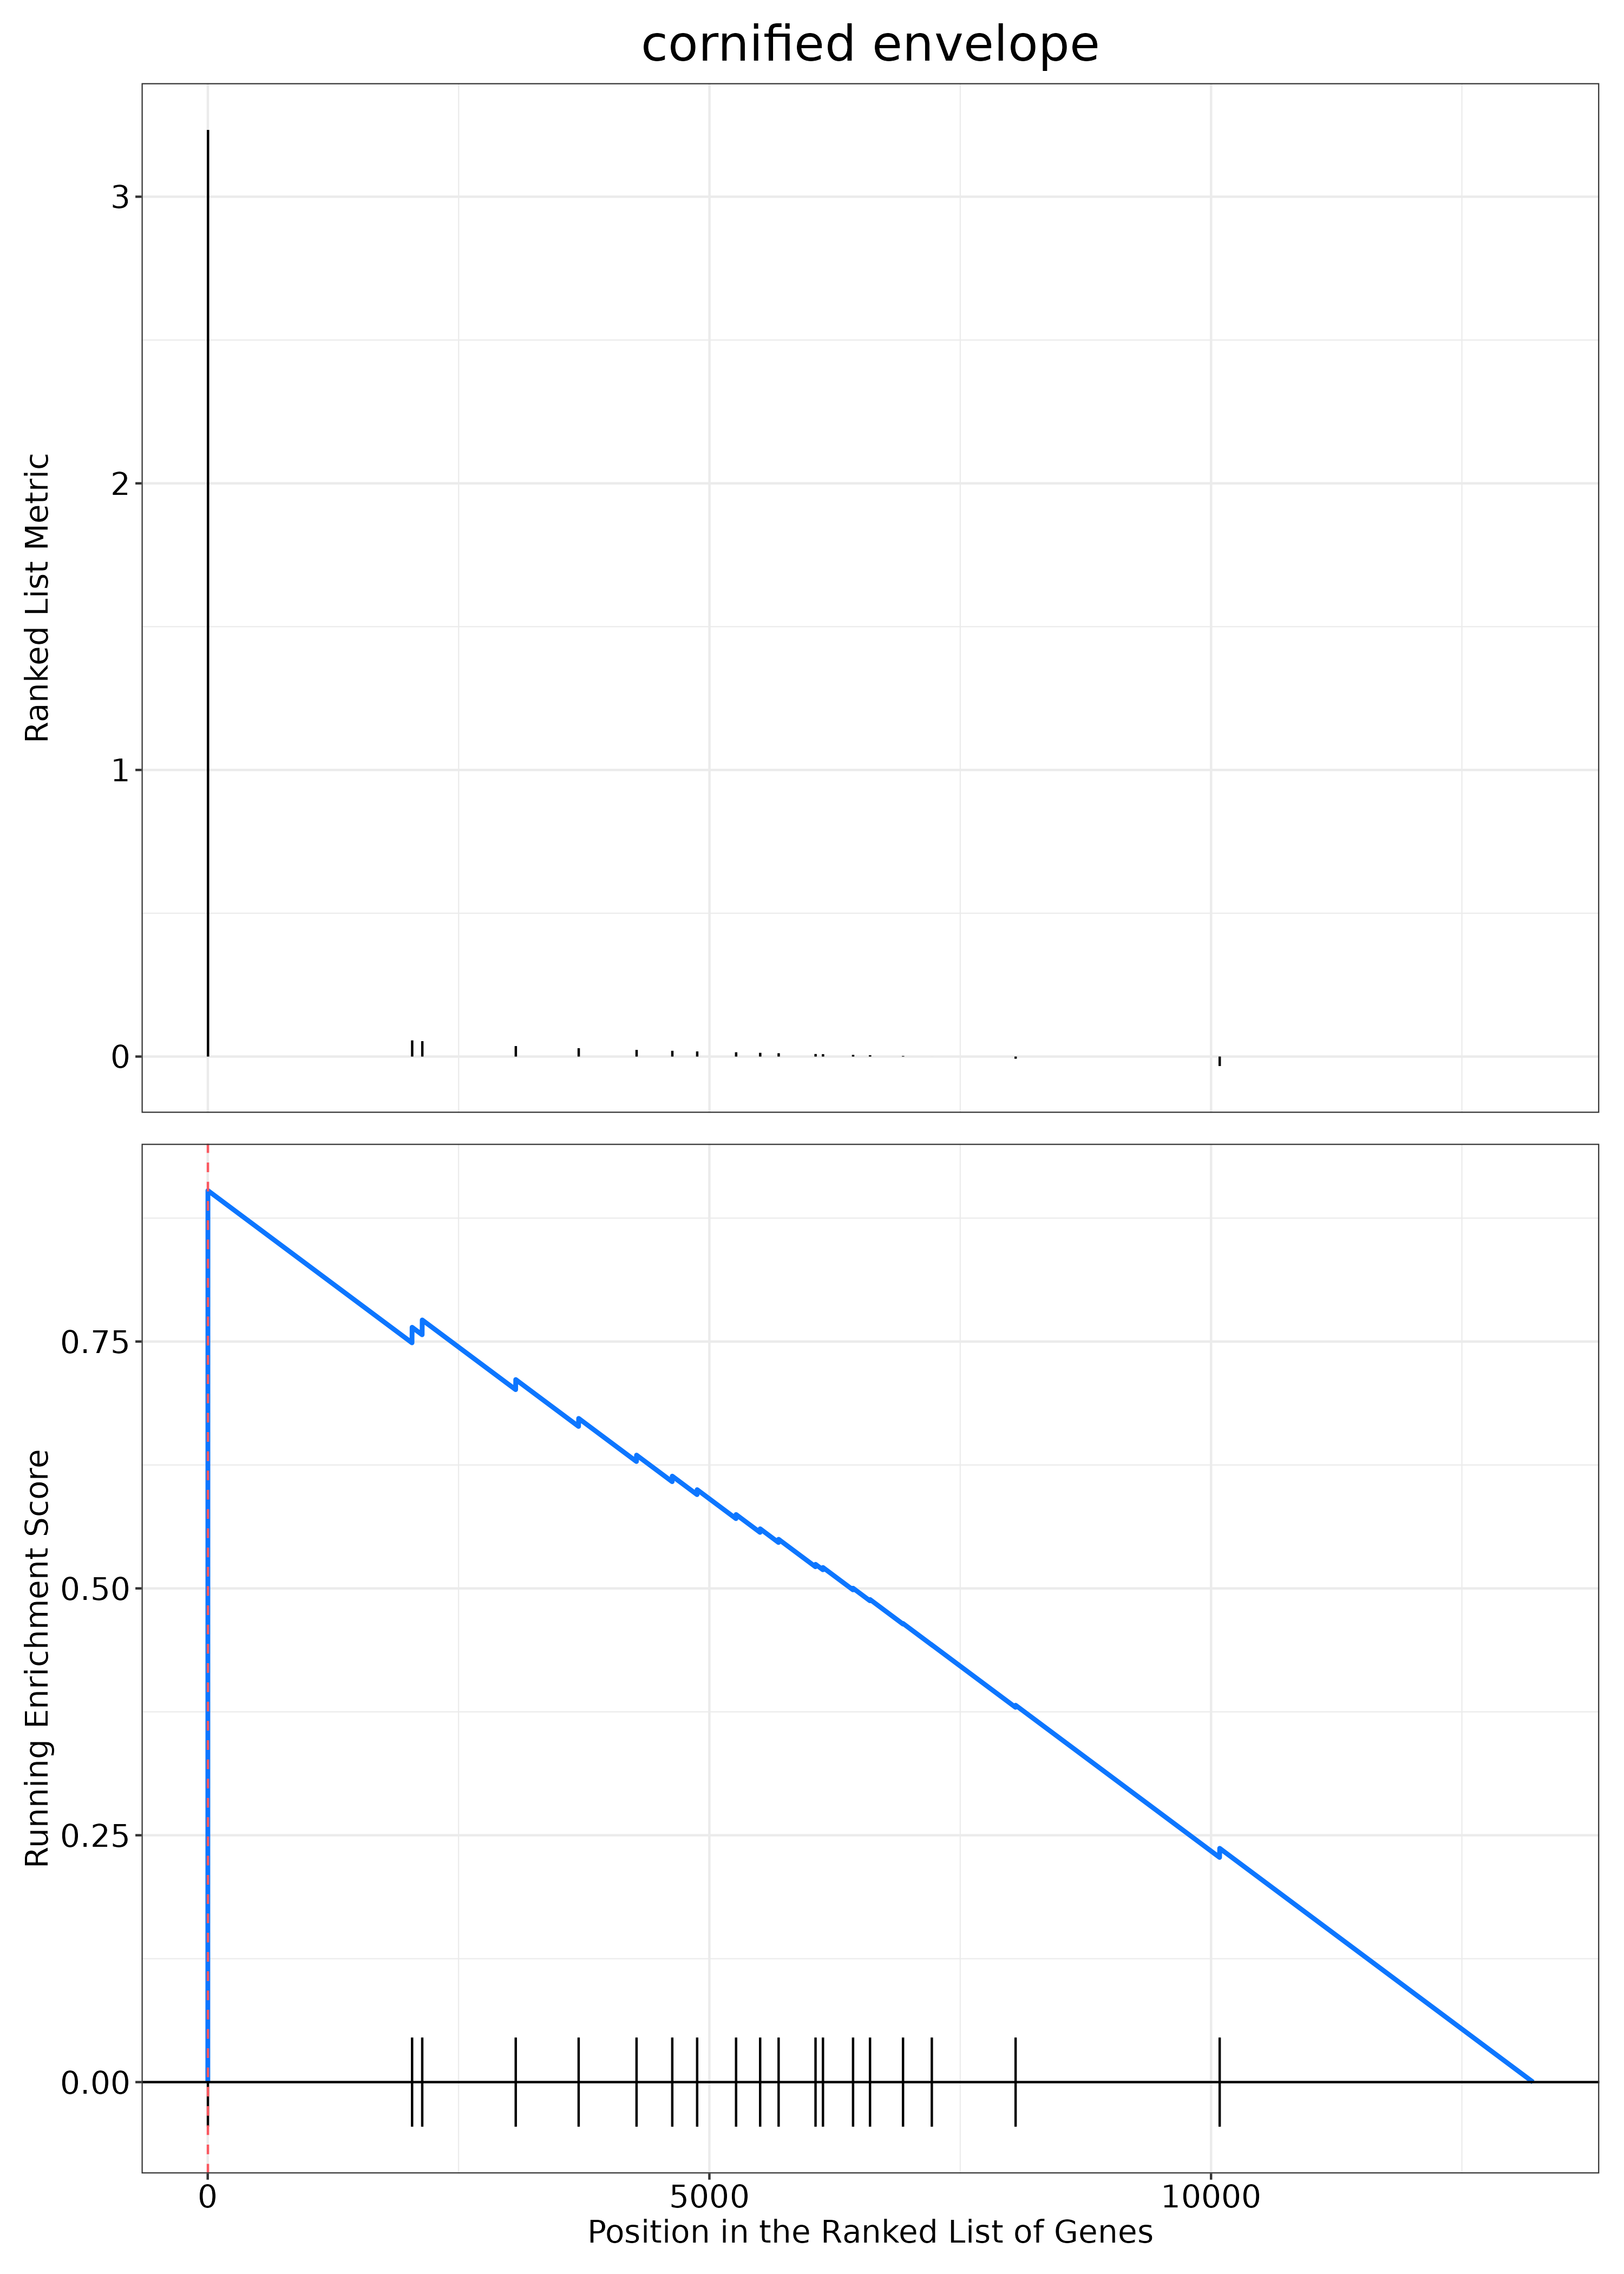 cornified envelope
3
2
1
0
Ranked List Metric
0.75
0.50
0.25
0.00
Running Enrichment Score
0 5000 10000
Position in the Ranked List of Genes